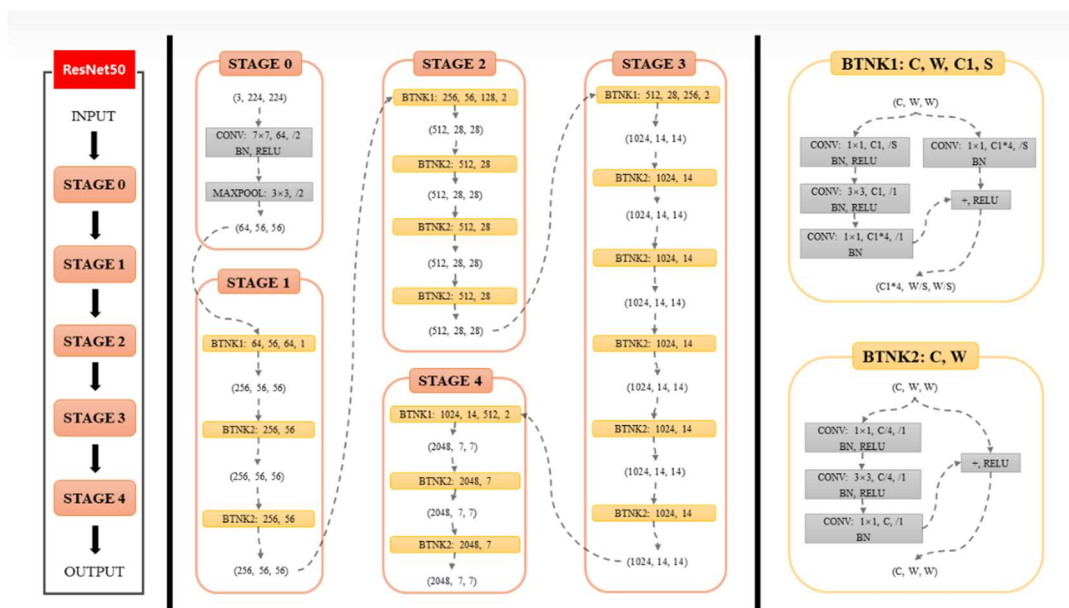 ResNet50
INPUT
STAGE 0
STAGE 1
STAGE 2
STAGE 3
STAGE 4
OUTPUT
STAGE 0
(3, 224, 224)
CONV: 7×7, 64, /2
BN, RELU
MAXPOOL: 3×3, /2
(64, 56, 56)
STAGE 1
BTNK1: 64, 56, 64, 1
(256, 56, 56)
BTNK2: 256, 56
(256, 56, 56)
BTNK2: 256, 56
(256, 56, 56)
STAGE 2
BTNK1: 256, 56, 128, 2
(512, 28, 28)
BTNK2: 512, 28
(512, 28, 28)
BTNK2: 512, 28
(512, 28, 28)
BTNK2: 512, 28
(512, 28, 28)
STAGE 3
BTNK1: 512, 28, 256, 2
(1024, 14, 14)
BTNK2: 1024, 14
(1024, 14, 14)
BTNK2: 1024, 14
(1024, 14, 14)
BTNK2: 1024, 14
(1024, 14, 14)
BTNK2: 1024, 14
(1024, 14, 14)
BTNK2: 1024, 14
(1024, 14, 14)
STAGE 4
BTNK1: 1024, 14, 512, 2
(2048, 7, 7)
BTNK2: 2048, 7
(2048, 7, 7)
BTNK2: 2048, 7
(2048, 7, 7)
BTNK1: C, W, C1, S
(C, W, W)
CONV: 1×1, C1, /S
BN, RELU
CONV: 3×3, C1, /1
BN, RELU
CONV: 1×1, C1*4, /1
BN
CONV: 1×1, C1*4, /S
BN
+, RELU
(C1*4, W/S, W/S)
BTNK2: C, W
(C, W, W)
CONV: 1×1, C/4, /1
BN, RELU
CONV: 3×3, C/4, /1
BN, RELU
CONV: 1×1, C, /1
BN
+, RELU
(C, W, W)